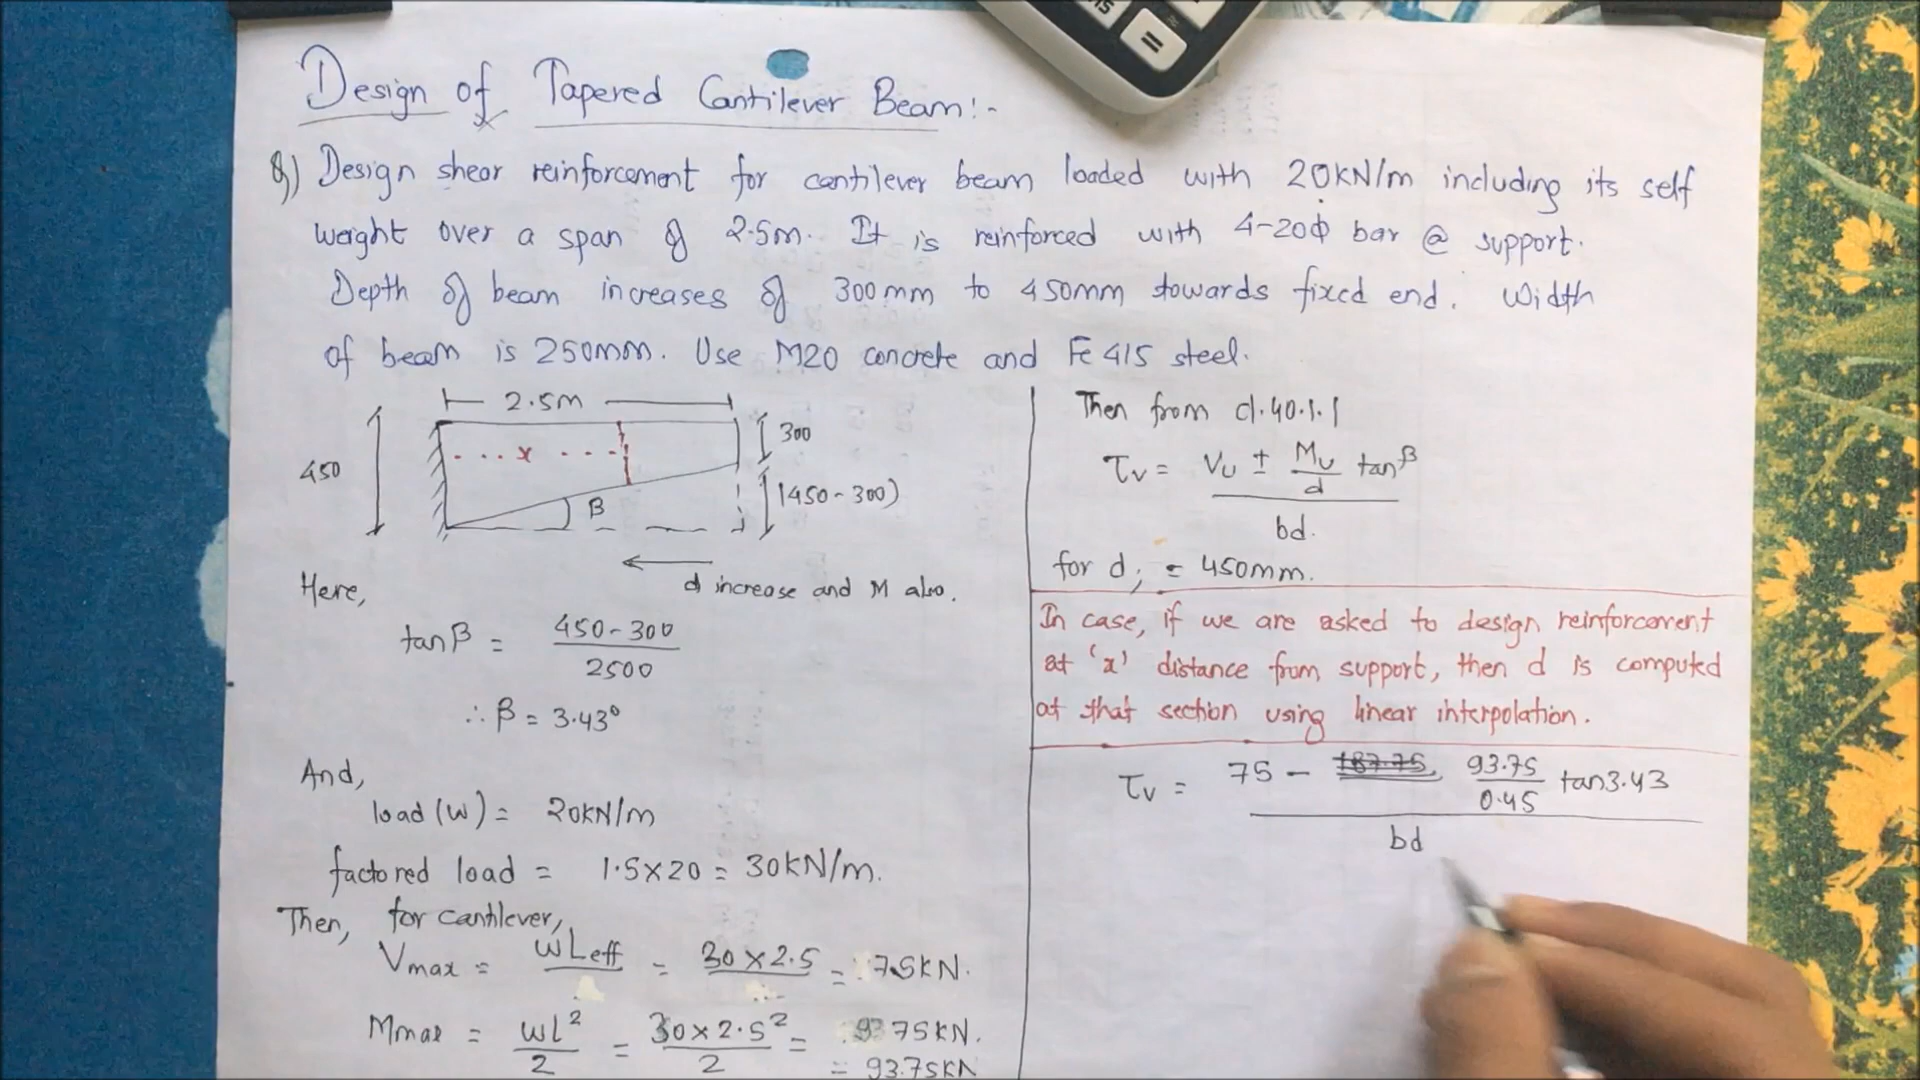 Design of Tapered Cantilever Beam:-
Q) Design shear reinforcement for cantilever beam loaded with 20KN/m including its self
weight over a span of 2.5m. It is reinforced with 4-20ϕ bar @ support.
Depth of beam increases of 300mm to 450mm towards fixed end. Width
of beam is 250mm. Use M20 concrete and Fe 415 steel.
2.5m
450
x
300
β
(450-300)
d increase and M also.
Here,
tanβ = 450-300 / 2500
∴ β = 3.43°
And,
load (w) = 20KN/m
factored load = 1.5×20 = 30KN/m.
Then, for cantilever,
Vmax = wLeff = 30×2.5 = 75KN.
Mmax = wL²/2 = 30×2.5²/2 = 93.75KN.
= 93.75KN
Then from cl.40.1.1
τv = Vu ± Mu/d tanβ / bd.
for d, = 450mm.
In case, if we are asked to design reinforcement
at 'x' distance from support, then d is computed
at that section using linear interpolation.
τv = 75 - 187.75 93.75/0.45 tan3.43 / bd
=